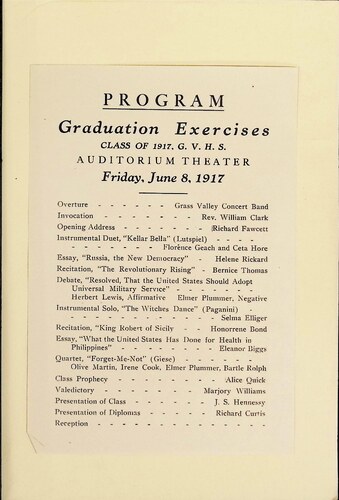 PROGRAM
Graduation Exercises
CLASS OF 1917, G. V. H. S.
AUDITORIUM THEATER
Friday, June 8, 1917
Overture - - - - - - Grass Valley Concert Band
Invocation - - - - - - - Rev. William Clark
Opening Address - - - - - - - Richard Fawcett
Instrumental Duet, "Kellar Bella" (Lutspiel) - - - -
- - - - - - - Florence Geach and Ceta Hore
Essay, "Russia, the New Democracy" - - Helene Rickard
Recitation, "The Revolutionary Rising" - Bernice Thomas
Debate, "Resolved, That the United States Should Adopt
Universal Military Service" - - - - - -
Herbert Lewis, Affirmative Elmer Plummer, Negative
Instrumental Solo, "The Witches Dance" (Paganini) - -
- - - - - - - - - - Selma Elliger
Recitation, "King Robert of Sicily - - Honorrene Bond
Essay, "What the United States Has Done for Health in
Philippines" - - - - - - - Eleanor Biggs
Quartet, "Forget-Me-Not" (Giese) - - - - -
Olive Martin, Irene Cook, Elmer Plummer, Bartle Rolph
Class Prophecy - - - - - - - Alice Quick
Valedictory - - - - - - - Marjory Williams
Presentation of Class - - - - - J. S. Hennessy
Presentation of Diplomas - - - - Richard Curtis
Reception - - - - - - - - - -